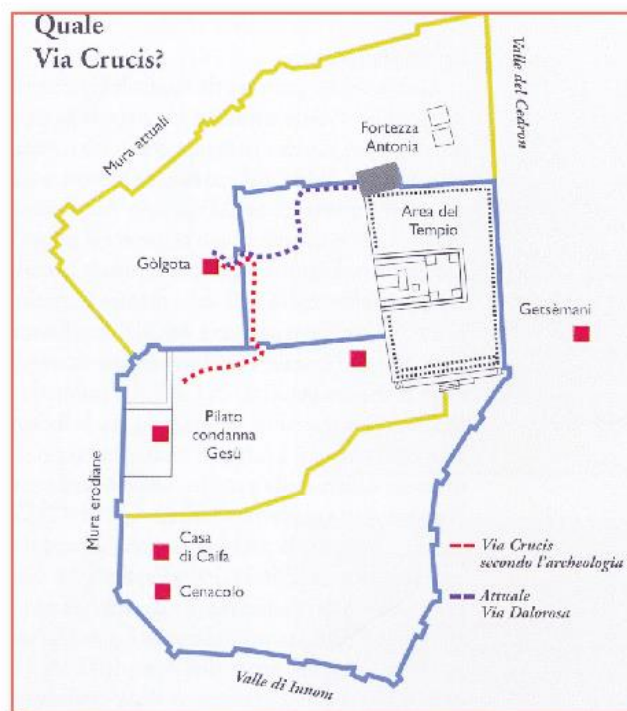 Quale
Via Crucis?
Mura attuali
Valle del Cedron
Fortezza
Antonia
Area del
Tempio
Gòlgota
Getsèmani
Pilato
condanna
Gesù
Mura erodiane
Casa
di Caifa
Cenacolo
Via Crucis
secondo l'archeologia
Attuale
Via Dalorosa
Valle di Innom